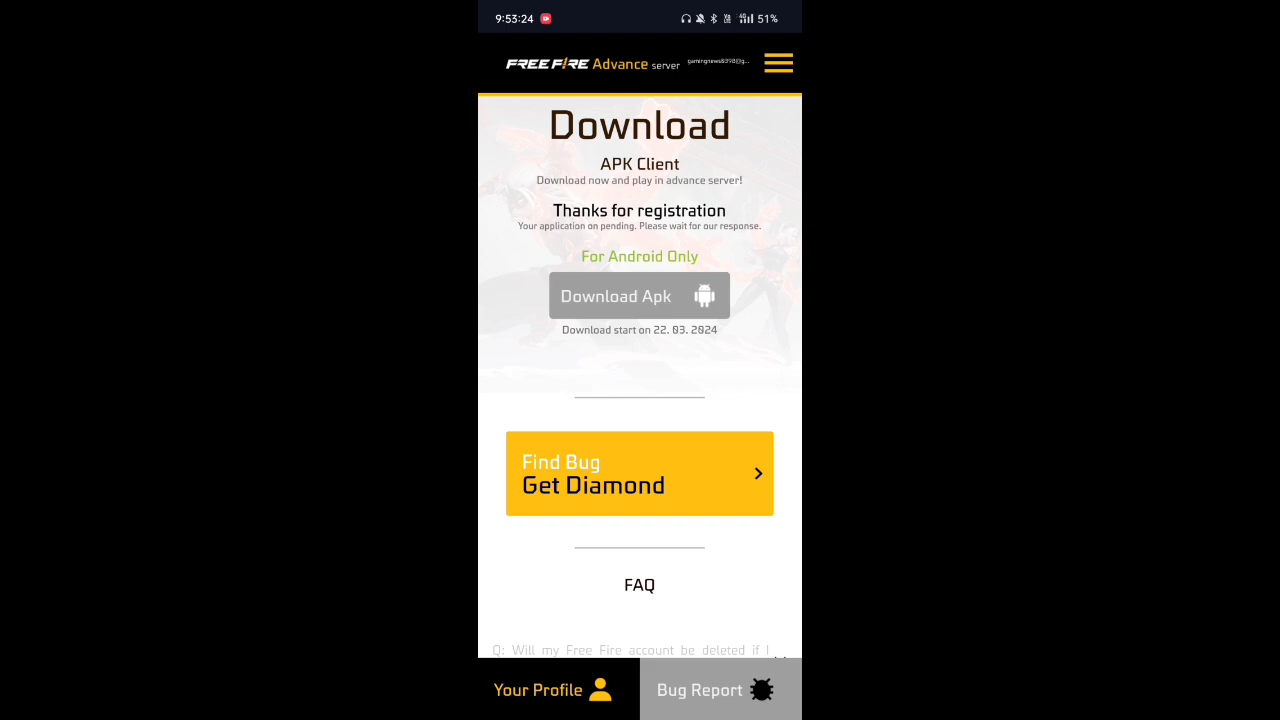 9:53:24
4G 51%
FREE FIRE Advance server
Download
APK Client
Download now and play in advance server!
Thanks for registration
Your application on pending. Please wait for our response.
For Android Only
Download Apk
Download start on 22. 03. 2024
Find Bug
Get Diamond
FAQ
Q: Will my Free Fire account be deleted if I
Your Profile
Bug Report